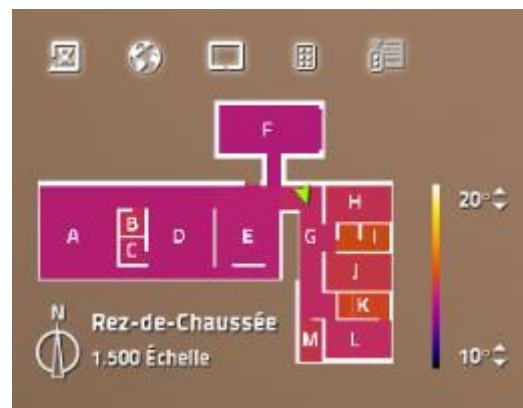 F
H
20°
A
B
D
E
G
I
C
J
N
K
Rez-de-Chaussée
M
L
1.500 Échelle
10°